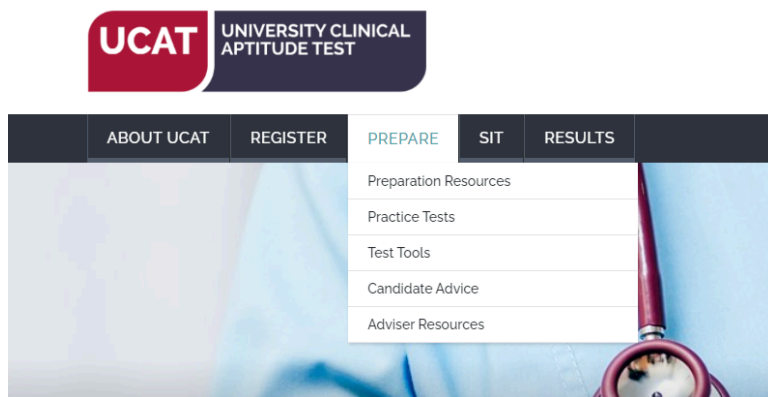 UCAT
UNIVERSITY CLINICAL
APTITUDE TEST
ABOUT UCAT
REGISTER
PREPARE
SIT
RESULTS
Preparation Resources
Practice Tests
Test Tools
Candidate Advice
Adviser Resources